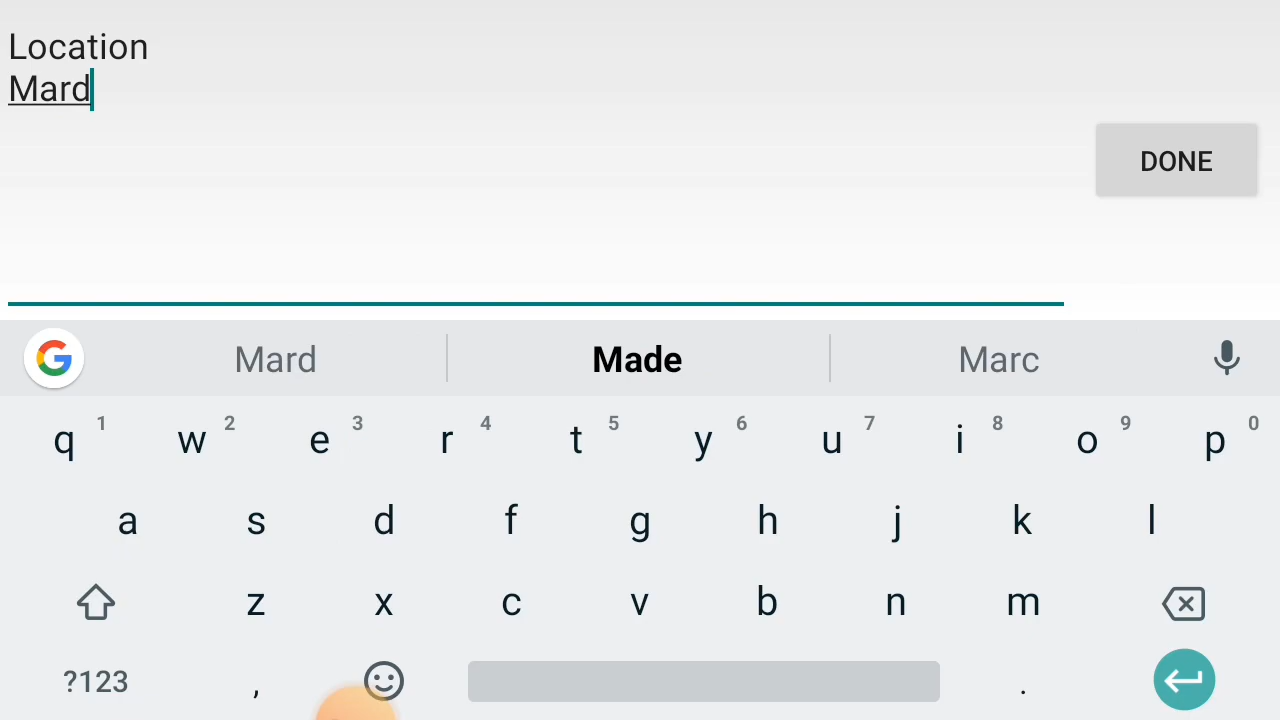 Location
Mard
DONE
Mard Made Marc
q 1 w 2 e 3 r 4 t 5 y 6 u 7 i 8 o 9 p 0
a s d f g h j k l
z x c v b n m
?123 , .